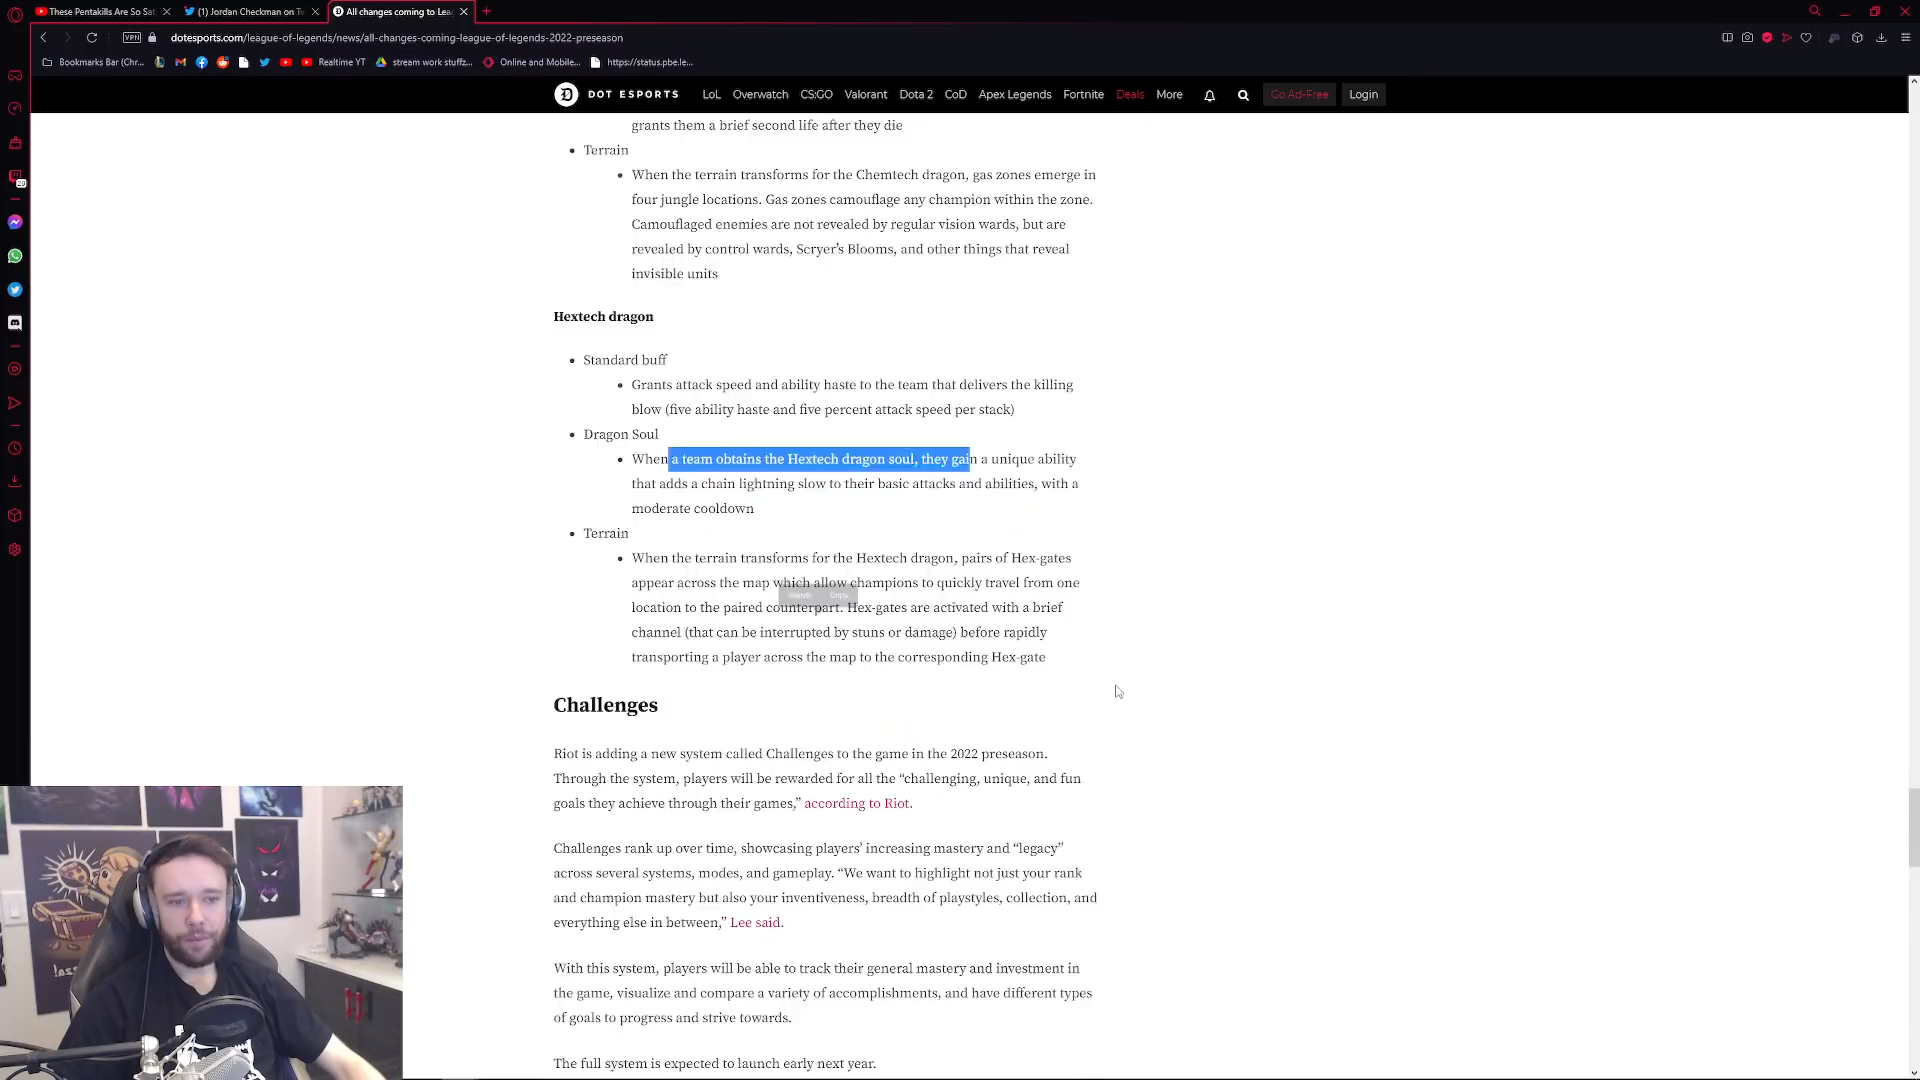 These Pentakills Are So Sat
(1) Jordan Checkman on Tw
All changes coming to Lea
VPN
dotesports.com/league-of-legends/news/all-changes-coming-league-of-legends-2022-preseason
Bookmarks Bar (Chr...
Realtime YT
stream work stuffz...
Online and Mobile...
https://status.pbe.le...
DOT ESPORTS
LoL
Overwatch
CS:GO
Valorant
Dota 2
CoD
Apex Legends
Fortnite
Deals
More
Go Ad-Free
Login
grants them a brief second life after they die
Terrain
When the terrain transforms for the Chemtech dragon, gas zones emerge in
four jungle locations. Gas zones camouflage any champion within the zone.
Camouflaged enemies are not revealed by regular vision wards, but are
revealed by control wards, Scryer’s Blooms, and other things that reveal
invisible units
Hextech dragon
Standard buff
Grants attack speed and ability haste to the team that delivers the killing
blow (five ability haste and five percent attack speed per stack)
Dragon Soul
When a team obtains the Hextech dragon soul, they gain a unique ability
that adds a chain lightning slow to their basic attacks and abilities, with a
moderate cooldown
Terrain
When the terrain transforms for the Hextech dragon, pairs of Hex-gates
appear across the map which allow champions to quickly travel from one
Search
Copy
location to the paired counterpart. Hex-gates are activated with a brief
channel (that can be interrupted by stuns or damage) before rapidly
transporting a player across the map to the corresponding Hex-gate
Challenges
Riot is adding a new system called Challenges to the game in the 2022 preseason.
Through the system, players will be rewarded for all the “challenging, unique, and fun
goals they achieve through their games,” according to Riot.
Challenges rank up over time, showcasing players’ increasing mastery and “legacy”
across several systems, modes, and gameplay. “We want to highlight not just your rank
and champion mastery but also your inventiveness, breadth of playstyles, collection, and
everything else in between,” Lee said.
With this system, players will be able to track their general mastery and investment in
the game, visualize and compare a variety of accomplishments, and have different types
of goals to progress and strive towards.
The full system is expected to launch early next year.